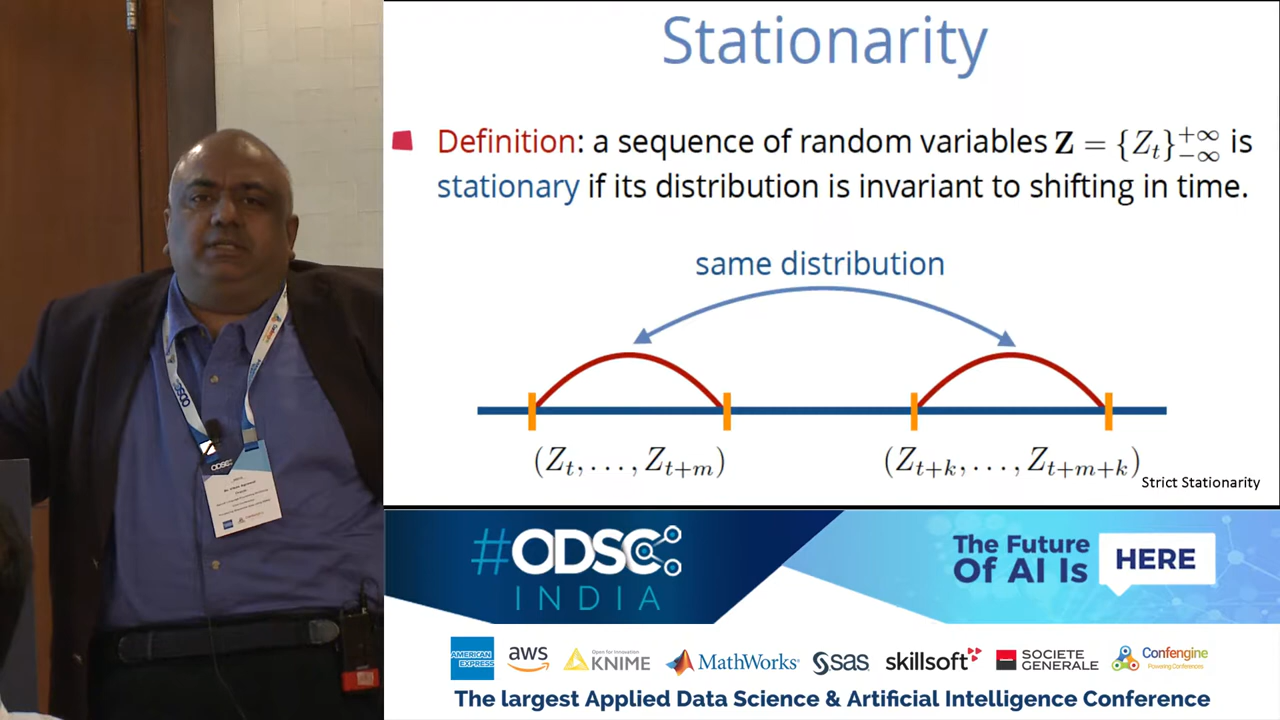 Stationarity
Definition: a sequence of random variables Z = {Z_t}_{-∞}^{+∞} is
stationary if its distribution is invariant to shifting in time.
same distribution
(Z_t, . . . , Z_{t+m})
(Z_{t+k}, . . . , Z_{t+m+k})
Strict Stationarity
ODSC
#ODSC
INDIA
The Future
Of AI Is
HERE
AMERICAN
EXPRESS
aws
Open for Innovation
KNIME
MathWorks®
sas
skillsoft
SOCIETE
GENERALE
Confengine
Powering Conferences
The largest Applied Data Science & Artificial Intelligence Conference